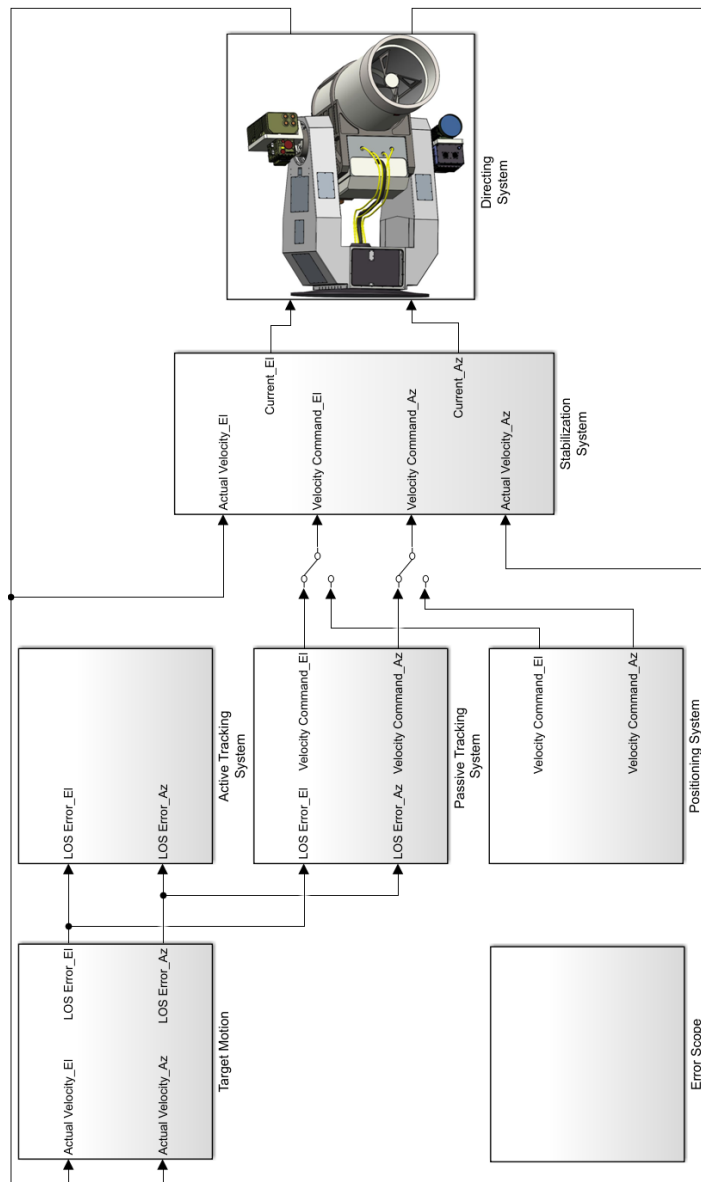 Actual Velocity_El
Actual Velocity_Az
LOS Error_El
LOS Error_Az
Target Motion
LOS Error_El
LOS Error_Az
Active Tracking
System
LOS Error_El
LOS Error_Az
Velocity Command_El
Velocity Command_Az
Passive Tracking
System
Velocity Command_El
Velocity Command_Az
Positioning System
Error Scope
Actual Velocity_El
Velocity Command_El
Velocity Command_Az
Actual Velocity_Az
Current_El
Current_Az
Stabilization
System
Directing
System